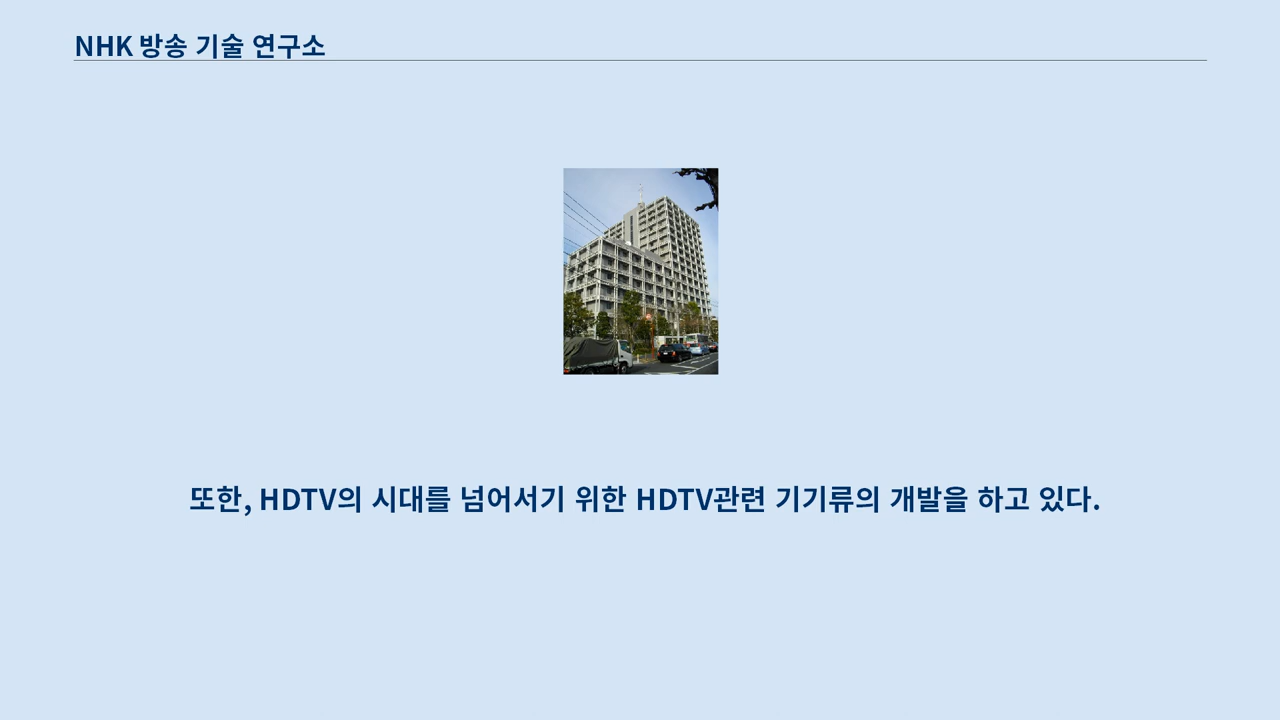 NHK 방송 기술 연구소
또한, HDTV의 시대를 넘어서기 위한 HDTV관련 기기류의 개발을 하고 있다.